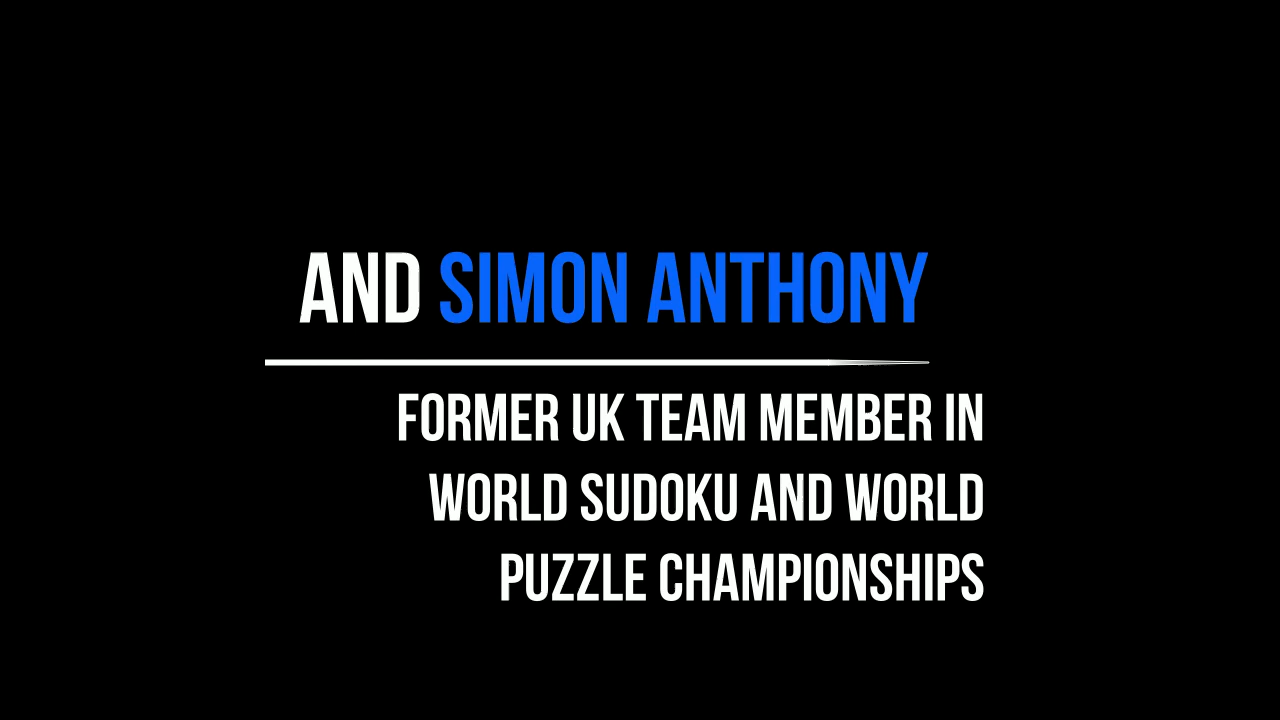 AND SIMON ANTHONY
FORMER UK TEAM MEMBER IN
WORLD SUDOKU AND WORLD
PUZZLE CHAMPIONSHIPS